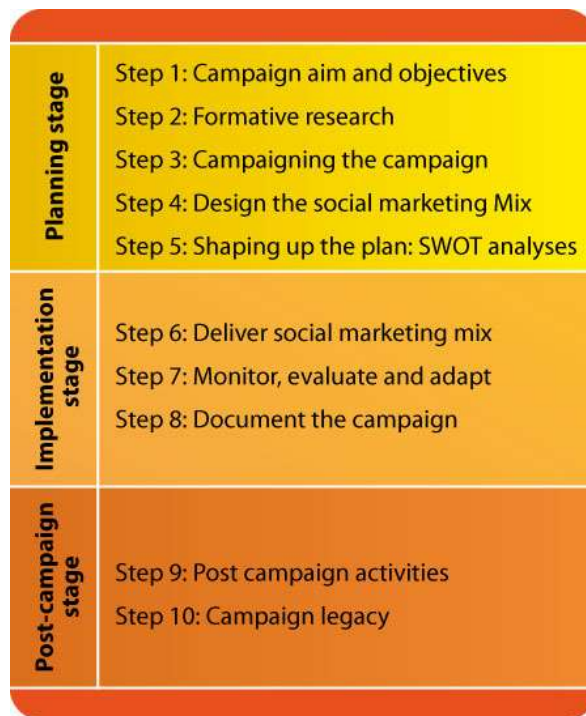 Planning stage
Step 1: Campaign aim and objectives
Step 2: Formative research
Step 3: Campaigning the campaign
Step 4: Design the social marketing Mix
Step 5: Shaping up the plan: SWOT analyses
Implementation
stage
Step 6: Deliver social marketing mix
Step 7: Monitor, evaluate and adapt
Step 8: Document the campaign
Post-campaign
stage
Step 9: Post campaign activities
Step 10: Campaign legacy